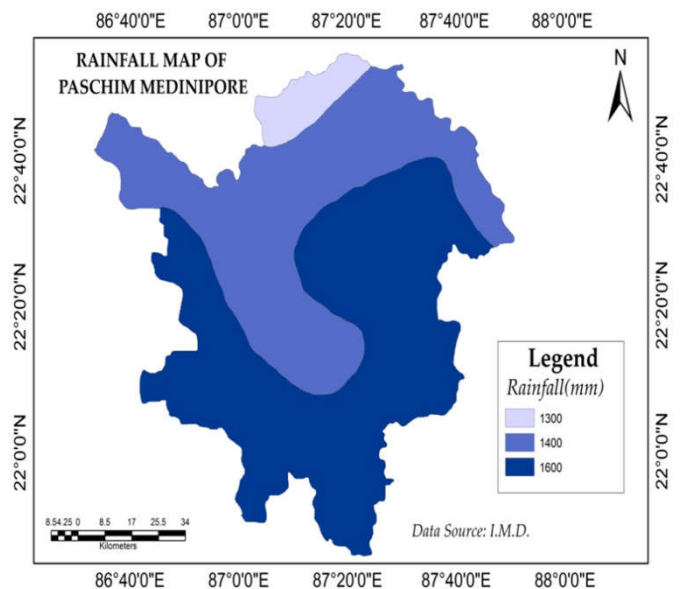 86°40'0"E 87°0'0"E 87°20'0"E 87°40'0"E 88°0'0"E
RAINFALL MAP OF
PASCHIM MEDINIPORE
N
22°40'0"N
22°40'0"N
22°20'0"N
22°20'0"N
22°0'0"N
22°0'0"N
Legend
Rainfall(mm)
1300
1400
1600
8.54.25 0 8.5 17 25.5 34
Kilometers
Data Source: I.M.D.
86°40'0"E 87°0'0"E 87°20'0"E 87°40'0"E 88°0'0"E